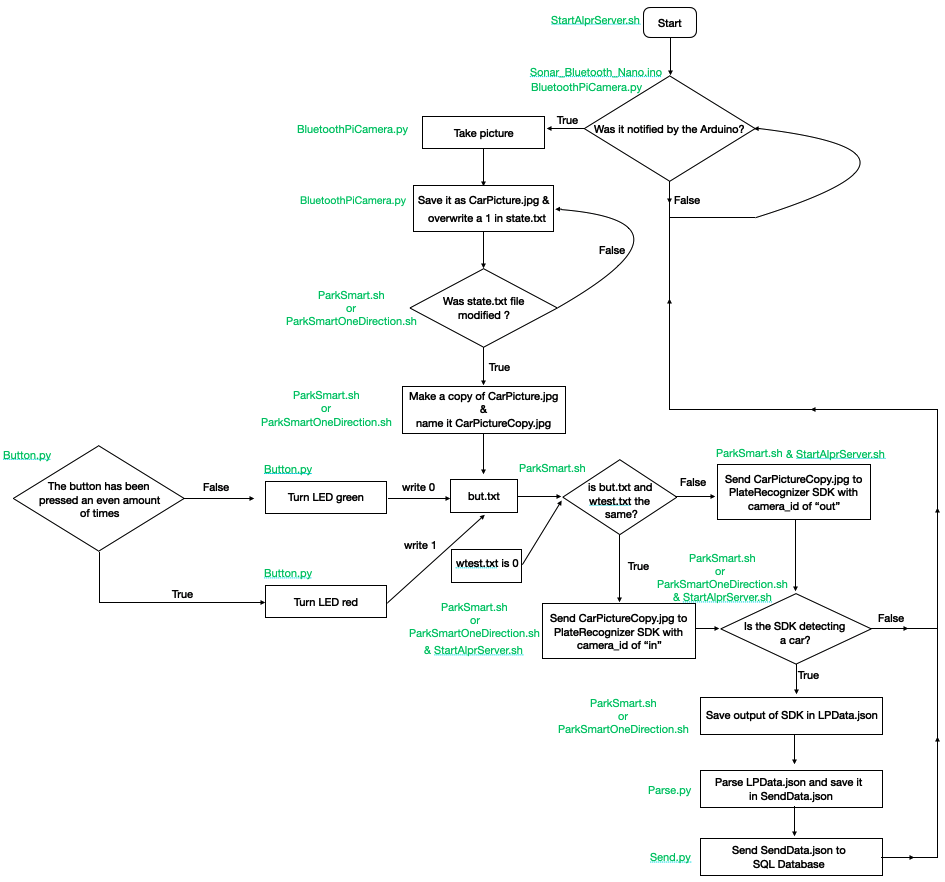 StartAlprServer.sh
Start
Sonar_Bluetooth_Nano.ino
BluetoothPiCamera.py
Was it notified by the Arduino?
True
False
BluetoothPiCamera.py
Take picture
BluetoothPiCamera.py
Save it as CarPicture.jpg &
overwrite a 1 in state.txt
False
ParkSmart.sh
or
ParkSmartOneDirection.sh
Was state.txt file
modified ?
True
ParkSmart.sh
or
ParkSmartOneDirection.sh
Make a copy of CarPicture.jpg
&
name it CarPictureCopy.jpg
Button.py
The button has been
pressed an even amount
of times
False
Button.py
Turn LED green
write 0
but.txt
True
Button.py
Turn LED red
write 1
wtest.txt is 0
ParkSmart.sh
is but.txt and
wtest.txt the
same?
False
ParkSmart.sh & StartAlprServer.sh
Send CarPictureCopy.jpg to
PlateRecognizer SDK with
camera_id of “out”
True
ParkSmart.sh
or
ParkSmartOneDirection.sh
& StartAlprServer.sh
Send CarPictureCopy.jpg to
PlateRecognizer SDK with
camera_id of “in”
ParkSmart.sh
or
ParkSmartOneDirection.sh
& StartAlprServer.sh
Is the SDK detecting
a car?
False
True
ParkSmart.sh
or
ParkSmartOneDirection.sh
Save output of SDK in LPData.json
Parse.py
Parse LPData.json and save it
in SendData.json
Send.py
Send SendData.json to
SQL Database